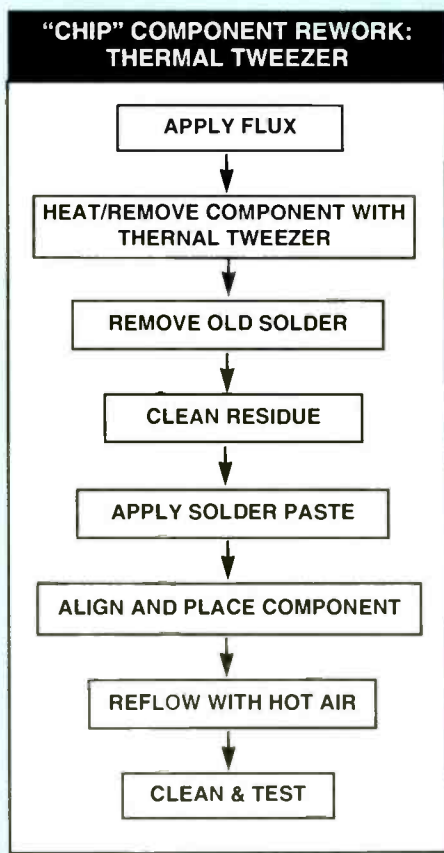 "CHIP" COMPONENT REWORK:
THERMAL TWEEZER
APPLY FLUX
HEAT/REMOVE COMPONENT WITH
THERNAL TWEEZER
REMOVE OLD SOLDER
CLEAN RESIDUE
APPLY SOLDER PASTE
ALIGN AND PLACE COMPONENT
REFLOW WITH HOT AIR
CLEAN & TEST